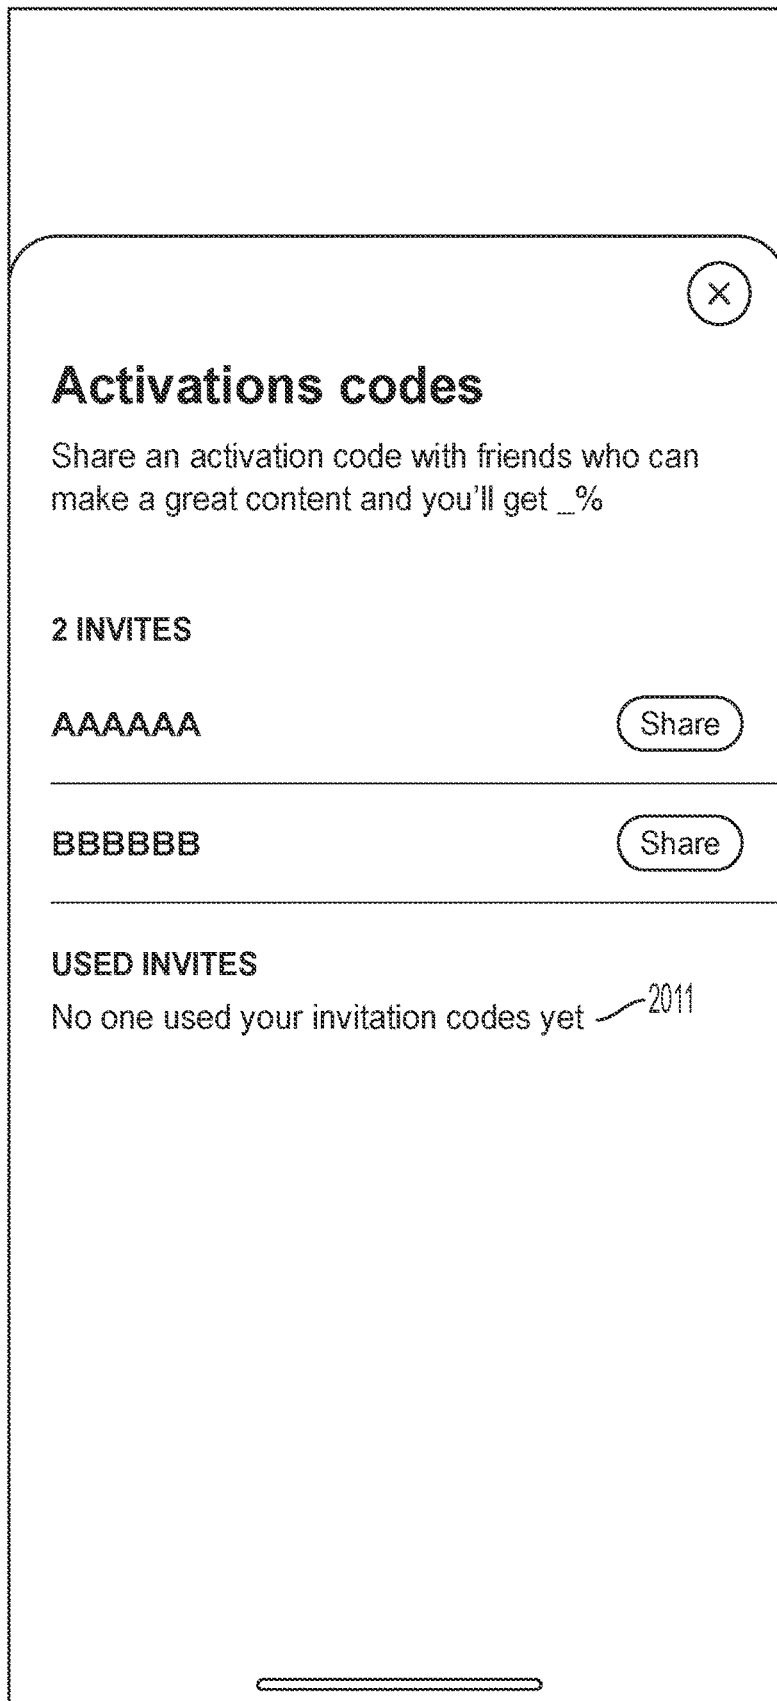 Activations codes
Share an activation code with friends who can
make a great content and you'll get _%
2 INVITES
AAAAAA Share
BBBBBB Share
USED INVITES
No one used your invitation codes yet 2011